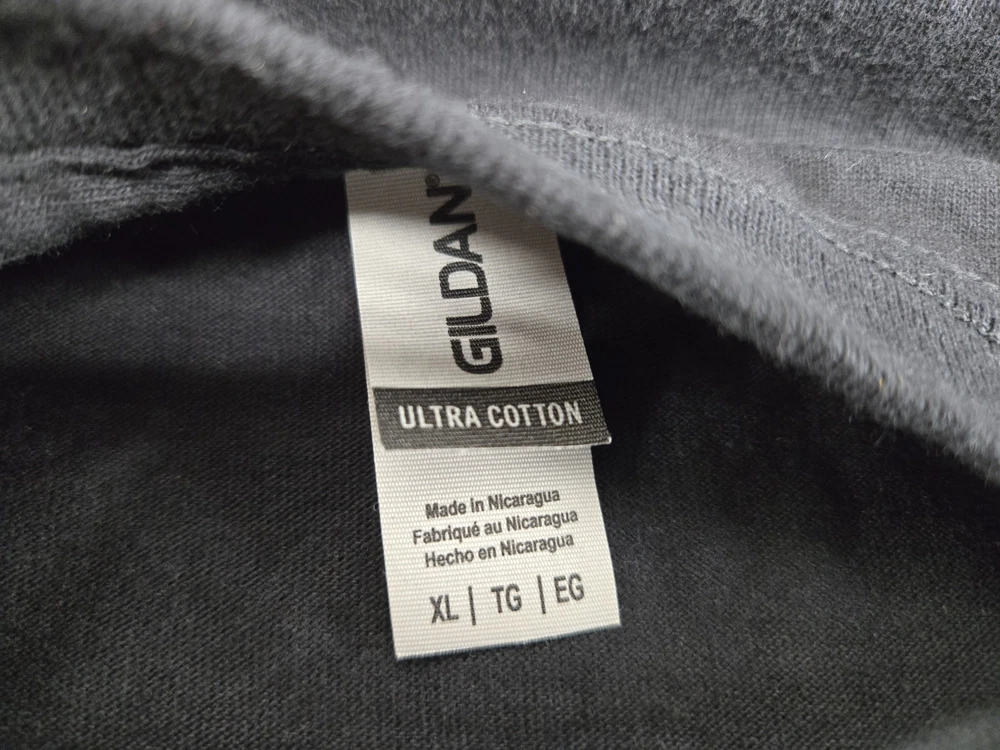 GILDAN®
ULTRA COTTON
Made in Nicaragua
Fabriqué au Nicaragua
Hecho en Nicaragua
XL | TG | EG